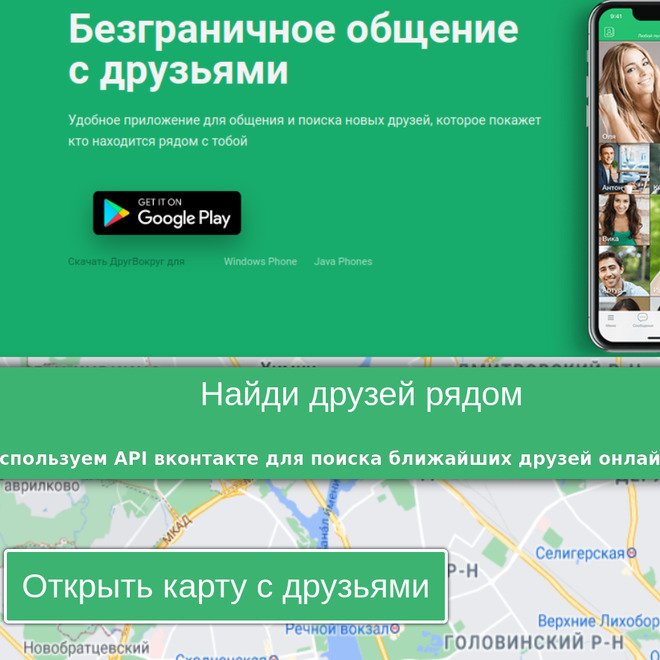 Безграничное общение
с друзьями
Удобное приложение для общения и поиска новых друзей, которое покажет
кто находится рядом с тобой
GET IT ON
Google Play
Скачать ДругВокруг для Windows Phone Java Phones
9:41
Оля
Антон
Вика
Найди друзей рядом
спользуем API вконтакте для поиска ближайших друзей онлай
аврилково
МКАД
Селигерская
Р-Н
Открыть карту с друзьями
Верхние Лихобор
Речной вокзал
ГОЛОВИНСКИЙ Р-Н
Новобратцевский
Сходненская